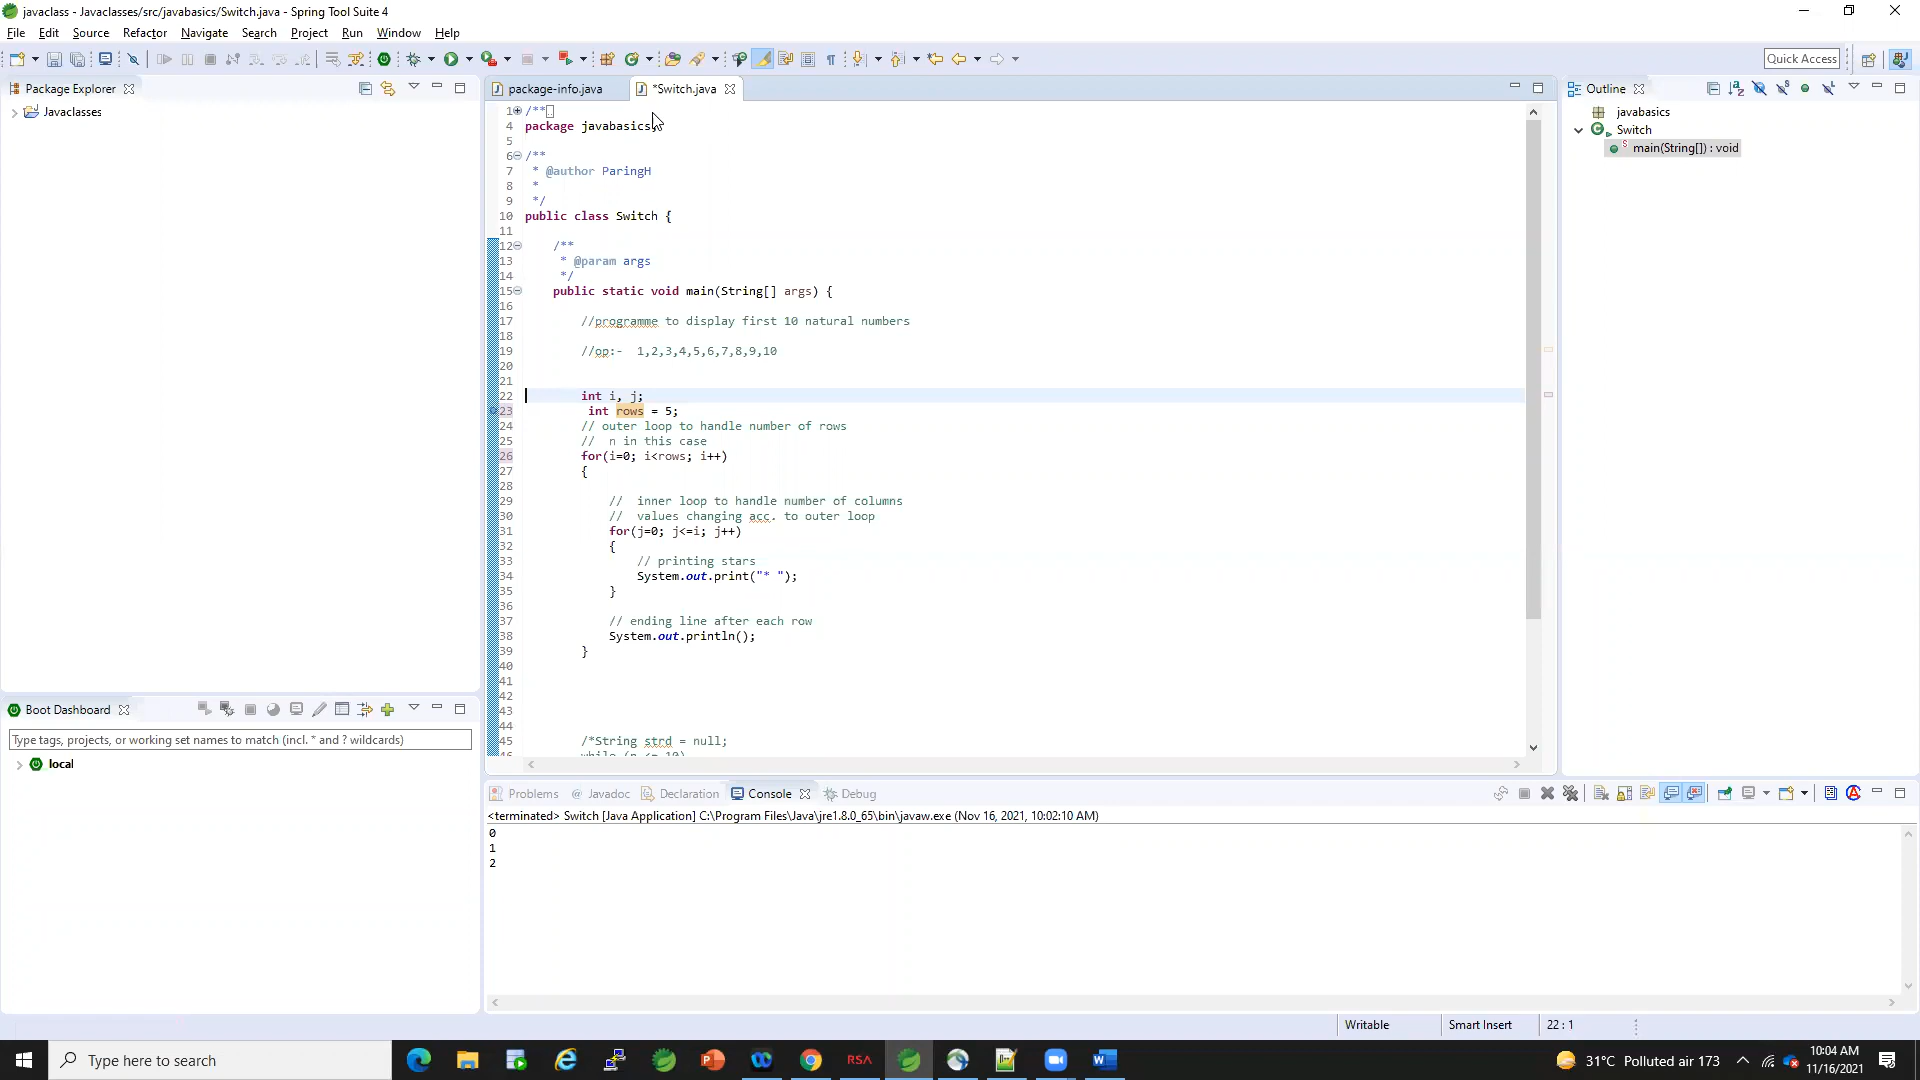 javaclass - Javaclasses/src/javabasics/Switch.java - Spring Tool Suite 4
File Edit Source Refactor Navigate Search Project Run Window Help
Quick Access
Package Explorer
Javaclasses
package-info.java
*Switch.java
1 /**
4 package javabasics;
5
6 /**
7 * @author ParingH
8 *
9 */
10 public class Switch {
11
12 /**
13 * @param args
14 */
15 public static void main(String[] args) {
16
17 //programme to display first 10 natural numbers
18
19 //op:- 1,2,3,4,5,6,7,8,9,10
20
21
22 int i, j;
23 int rows = 5;
24 // outer loop to handle number of rows
25 // n in this case
26 for(i=0; i<rows; i++)
27 {
28
29 // inner loop to handle number of columns
30 // values changing acc. to outer loop
31 for(j=0; j<=i; j++)
32 {
33 // printing stars
34 System.out.print("* ");
35 }
36
37 // ending line after each row
38 System.out.println();
39 }
40
41
42
43
44
45 /*String strd = null;
46 while (n <= 10)
Outline
javabasics
Switch
main(String[]) : void
Boot Dashboard
Type tags, projects, or working set names to match (incl. * and ? wildcards)
local
Problems @ Javadoc Declaration Console Debug
<terminated> Switch [Java Application] C:\Program Files\Java\jre1.8.0_65\bin\javaw.exe (Nov 16, 2021, 10:02:10 AM)
0
1
2
Writable Smart Insert 22 : 1
Type here to search
RSA
31°C Polluted air 173
10:04 AM
11/16/2021